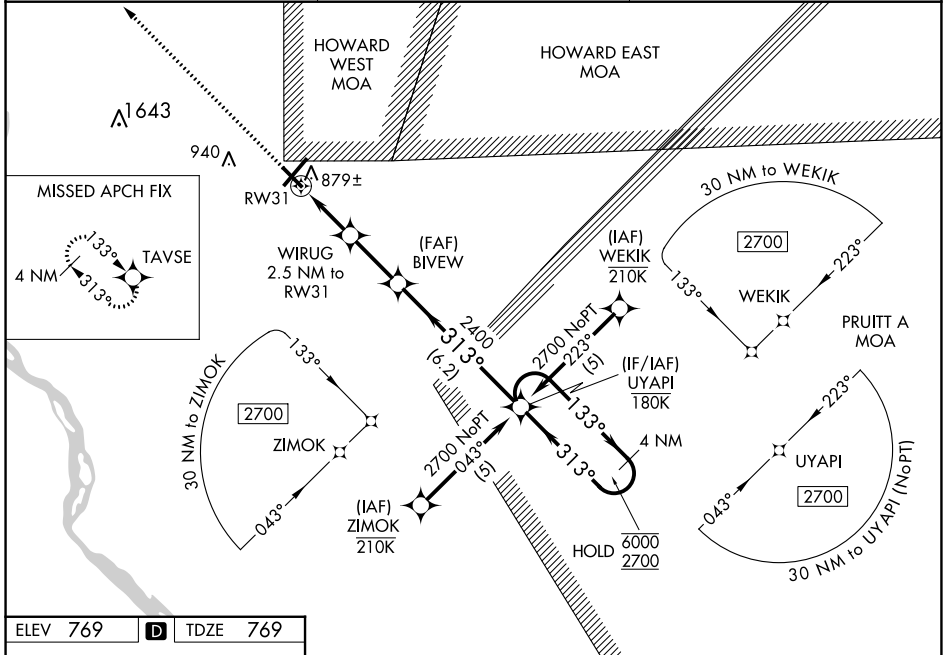 HOWARD
WEST
MOA
HOWARD EAST
MOA
1643
940
879±
RW31
MISSED APCH FIX
133°
TAVSE
4 NM
313°
WIRUG
2.5 NM to
RW31
(FAF)
BIVEW
(IAF)
WEKIK
210K
30 NM to WEKIK
2700
133°
223°
WEKIK
PRUITT A
MOA
2400
313°
(6.2)
2700 NoPT
223°
(5)
(IF/IAF)
UYAPI
180K
133°
313°
4 NM
30 NM to ZIMOK
133°
2700
ZIMOK
043°
2700 NoPT
043°
(5)
(IAF)
ZIMOK
210K
HOLD
6000
2700
223°
UYAPI
2700
043°
30 NM to UYAPI (NoPT)
ELEV 769
D
TDZE 769